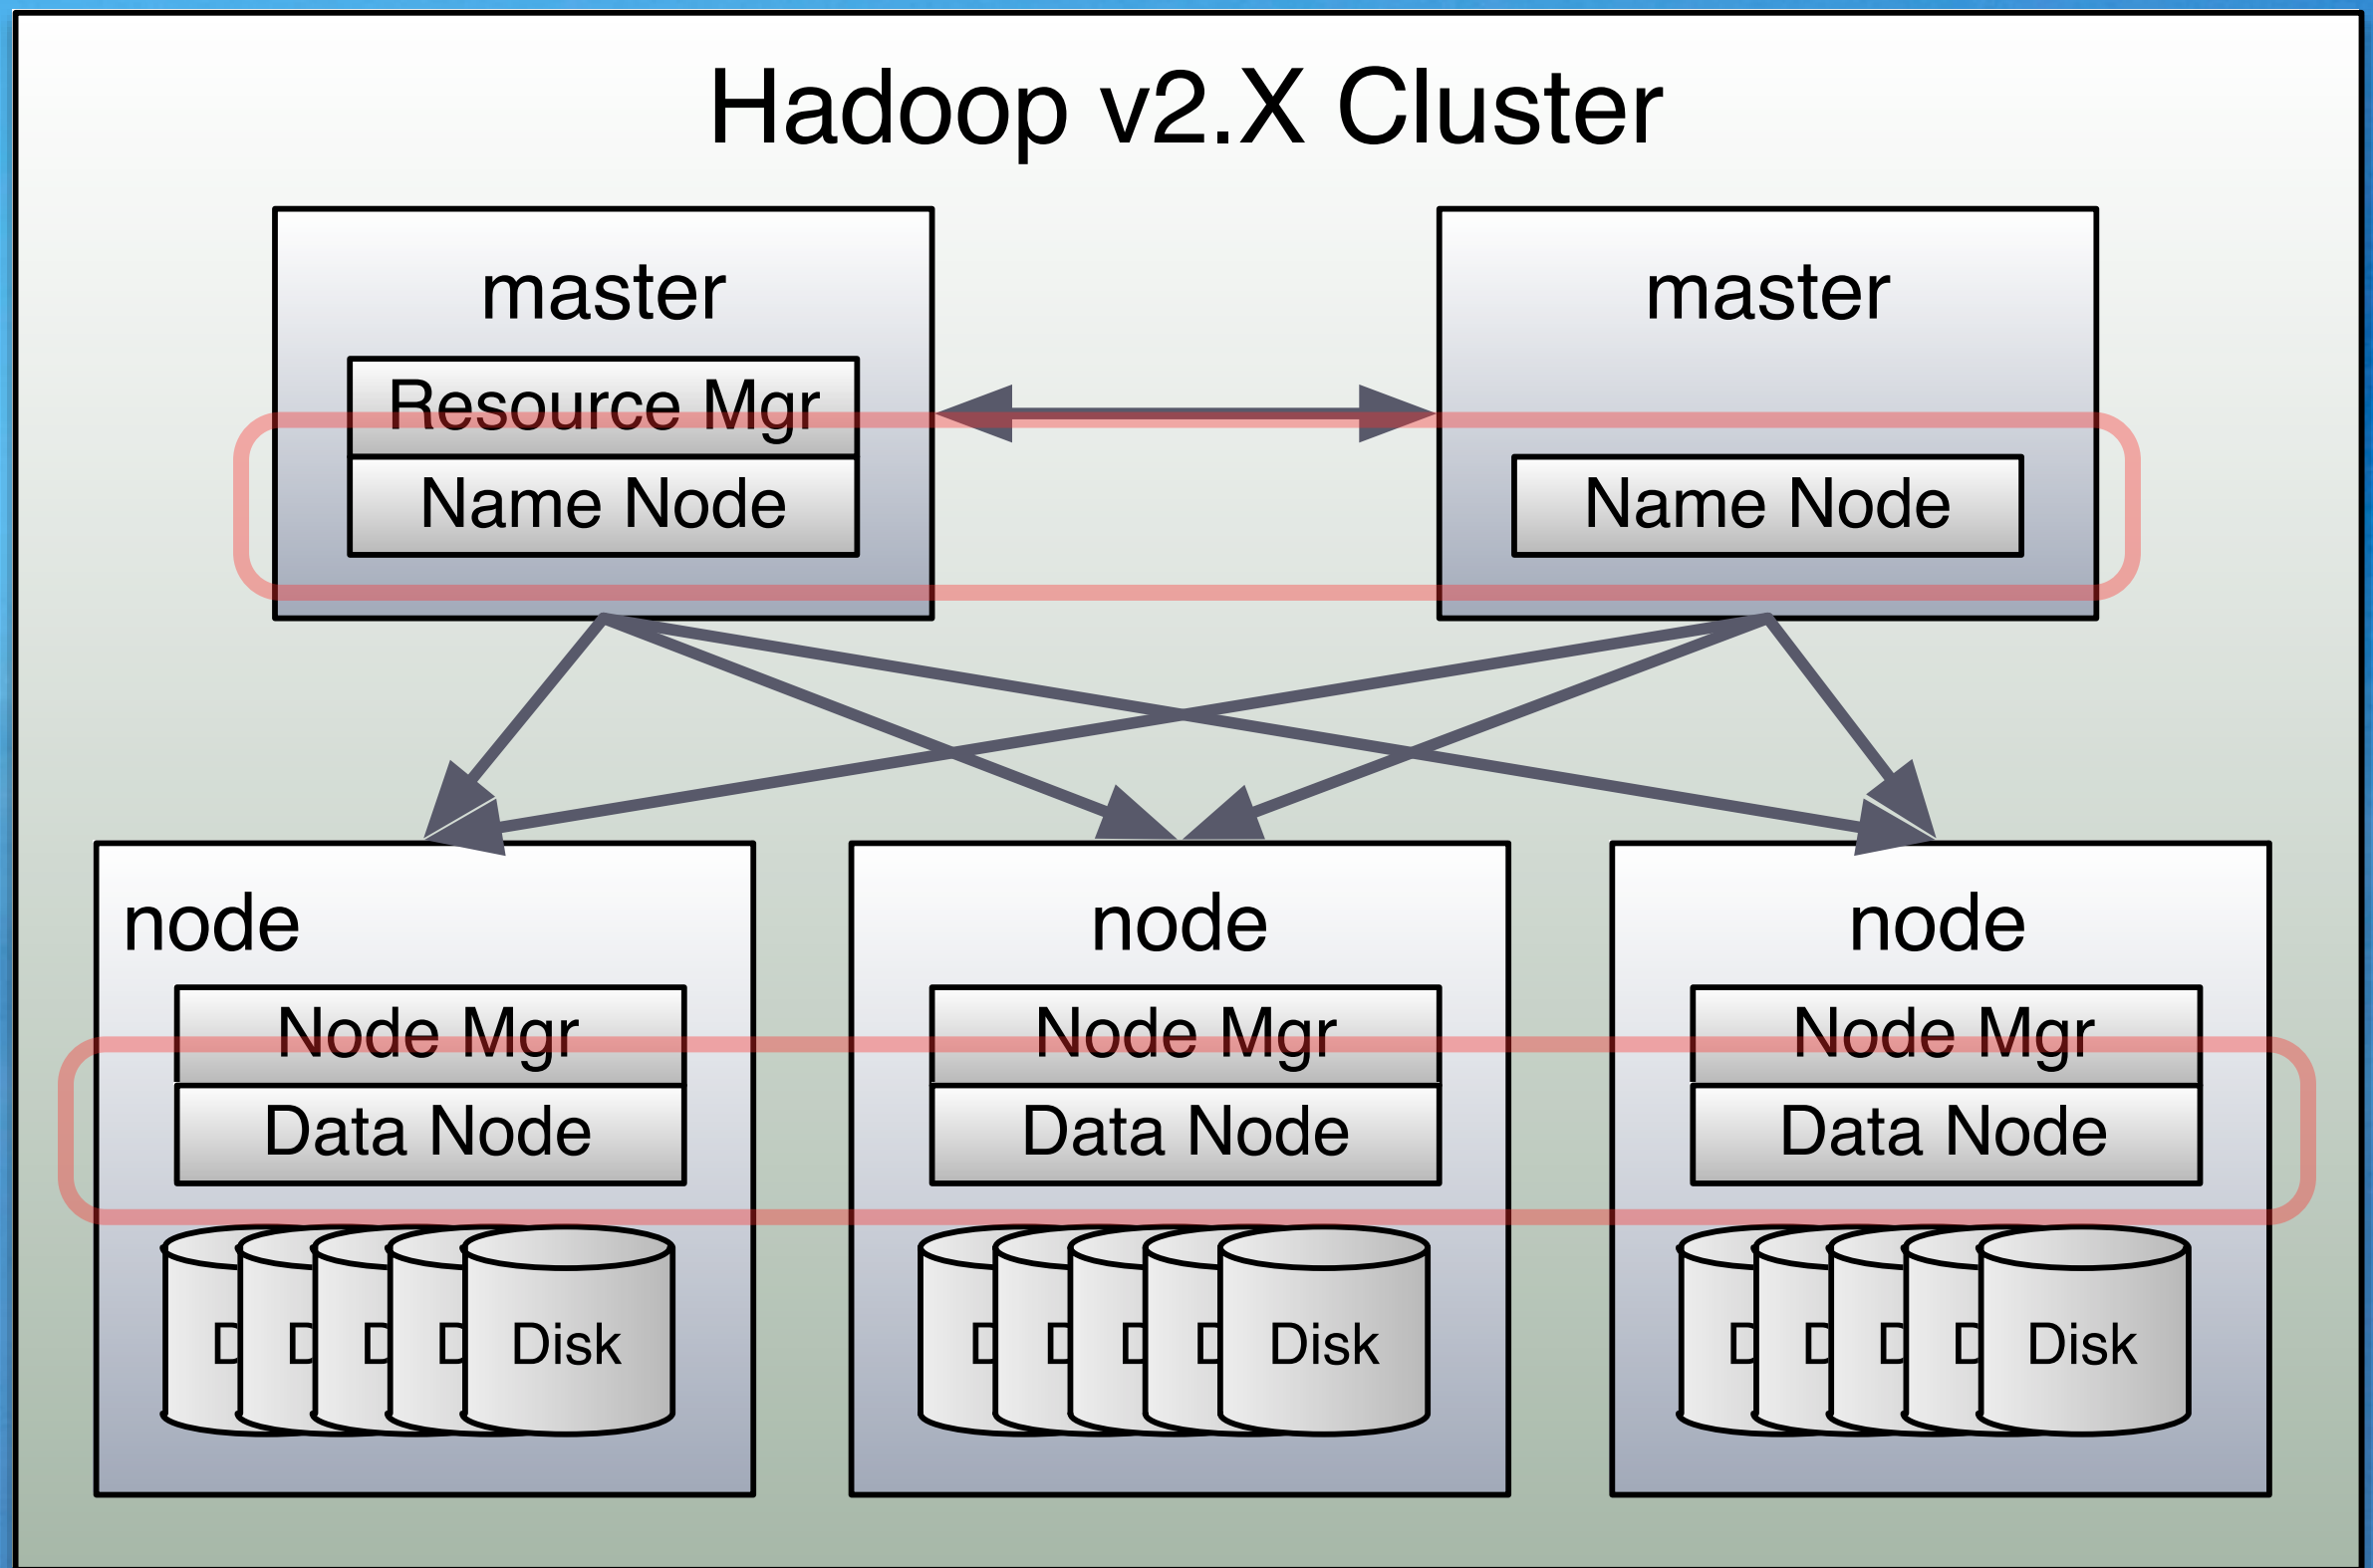 Hadoop v2.X Cluster
master
Resource Mgr
Name Node
master
Name Node
node
Node Mgr
Data Node
D D D D Disk
node
Node Mgr
Data Node
D D D D Disk
node
Node Mgr
Data Node
D D D D Disk